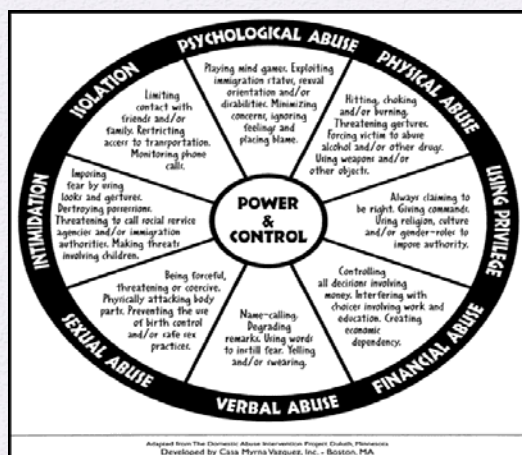 PSYCHOLOGICAL ABUSE
Playing mind games. Exploiting
immigration status, sexual
orientation and/or
disabilities. Minimizing
concerns, ignoring
feelings and
placing blame.
PHYSICAL ABUSE
Hitting, choking
and/or burning.
Threatening gertures.
Forcing victim to abuse
alcohol and/or other drugs.
Using weapons and/or
other objects.
USING PRIVILEGE
Always claiming to
be right. Giving commands.
Using religion, culture
and/or gender-roles to
impose authority.
FINANCIAL ABUSE
Controlling
all decisions involving
money. Interfering with
choices involving work and
education. Creating
economic
dependency.
VERBAL ABUSE
Name-calling.
Degrading
remarks. Using words
to instill fear. Yelling
and/or swearing.
SEXUAL ABUSE
Being forceful,
threatening or coercive.
Physically attacking body
parts. Preventing the use
of birth control
and/or safe sex
practices.
INTIMIDATION
Imposing
fear by using
looks and gertures.
Destroying possessions.
Threatening to call social service
agencies and/or immigration
authorities. Making threats
involving children.
ISOLATION
Limiting
contact with
friends and/or
family. Restricting
access to transportation.
Monitoring phone
calls.
POWER
&
CONTROL
Adapted from The Domestic Abuse Intervention Project Duluth, Minnesota
Developed by Casa Myrna Vazquez, Inc. - Boston, MA